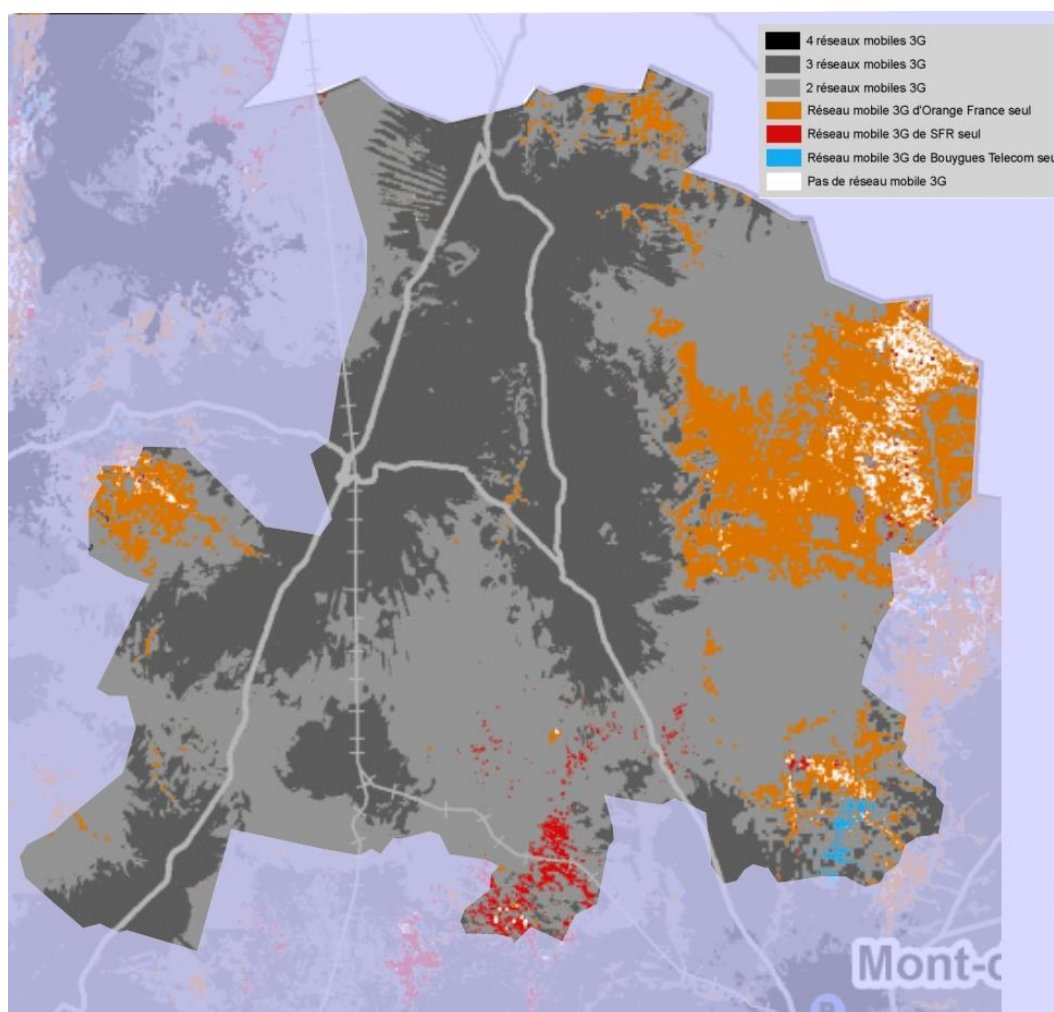 4 réseaux mobiles 3G
3 réseaux mobiles 3G
2 réseaux mobiles 3G
Réseau mobile 3G d'Orange France seul
Réseau mobile 3G de SFR seul
Réseau mobile 3G de Bouygues Telecom seu
Pas de réseau mobile 3G
Mont-d